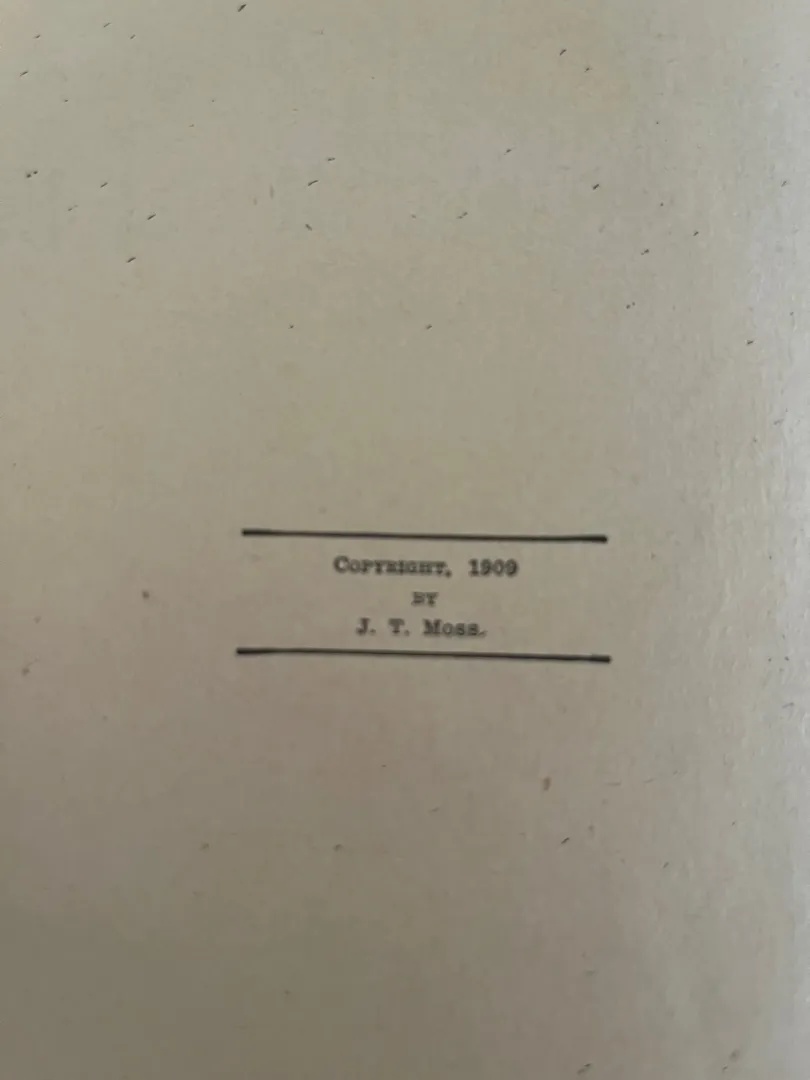 COPYRIGHT, 1909
BY
J. T. MOSS.